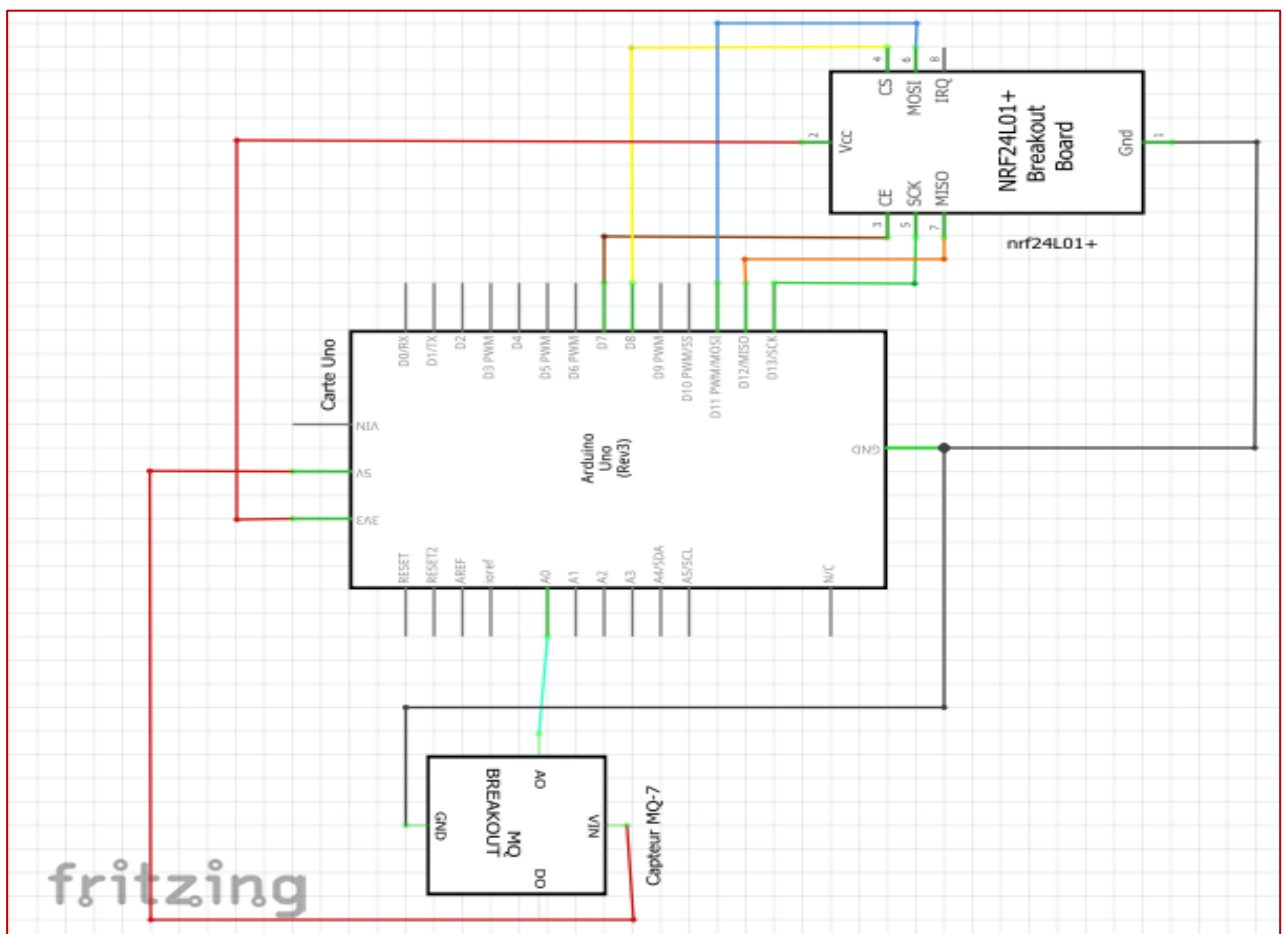 4
6
8
CS
MOSI
IRQ
2
Vcc
NRF24L01+
Breakout
Board
Gnd
1
CE
SCK
MISO
3
5
7
nrf24L01+
Carte Uno
D0/RX
D1/TX
D2
D3 PWM
D4
D5 PWM
D6 PWM
D7
D8
D9 PWM
D10 PWM/SS
D11 PWM/MOSI
D12/MISO
D13/SCK
VIN
5V
3V3
Arduino
Uno
(Rev3)
GND
RESET
RESET2
AREF
ioref
A0
A1
A2
A3
A4/SDA
A5/SCL
N/C
AO
MQ
BREAKOUT
GND
VIN
DO
Capteur MQ-7
fritzing